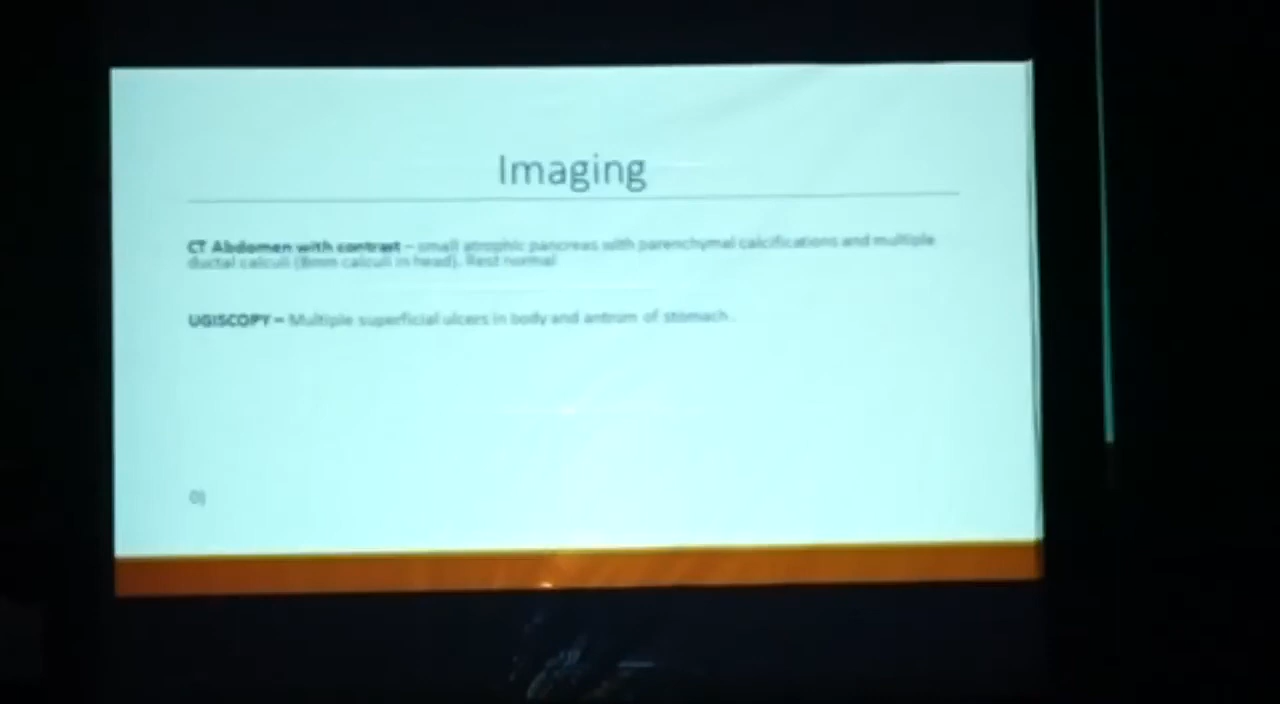 Imaging
CT Abdomen with contrast – small atrophic pancreas with parenchymal calcifications and multiple
ductal calculi (8mm calculi in head). Rest normal
UGISCOPY – Multiple superficial ulcers in body and antrum of stomach.
0)